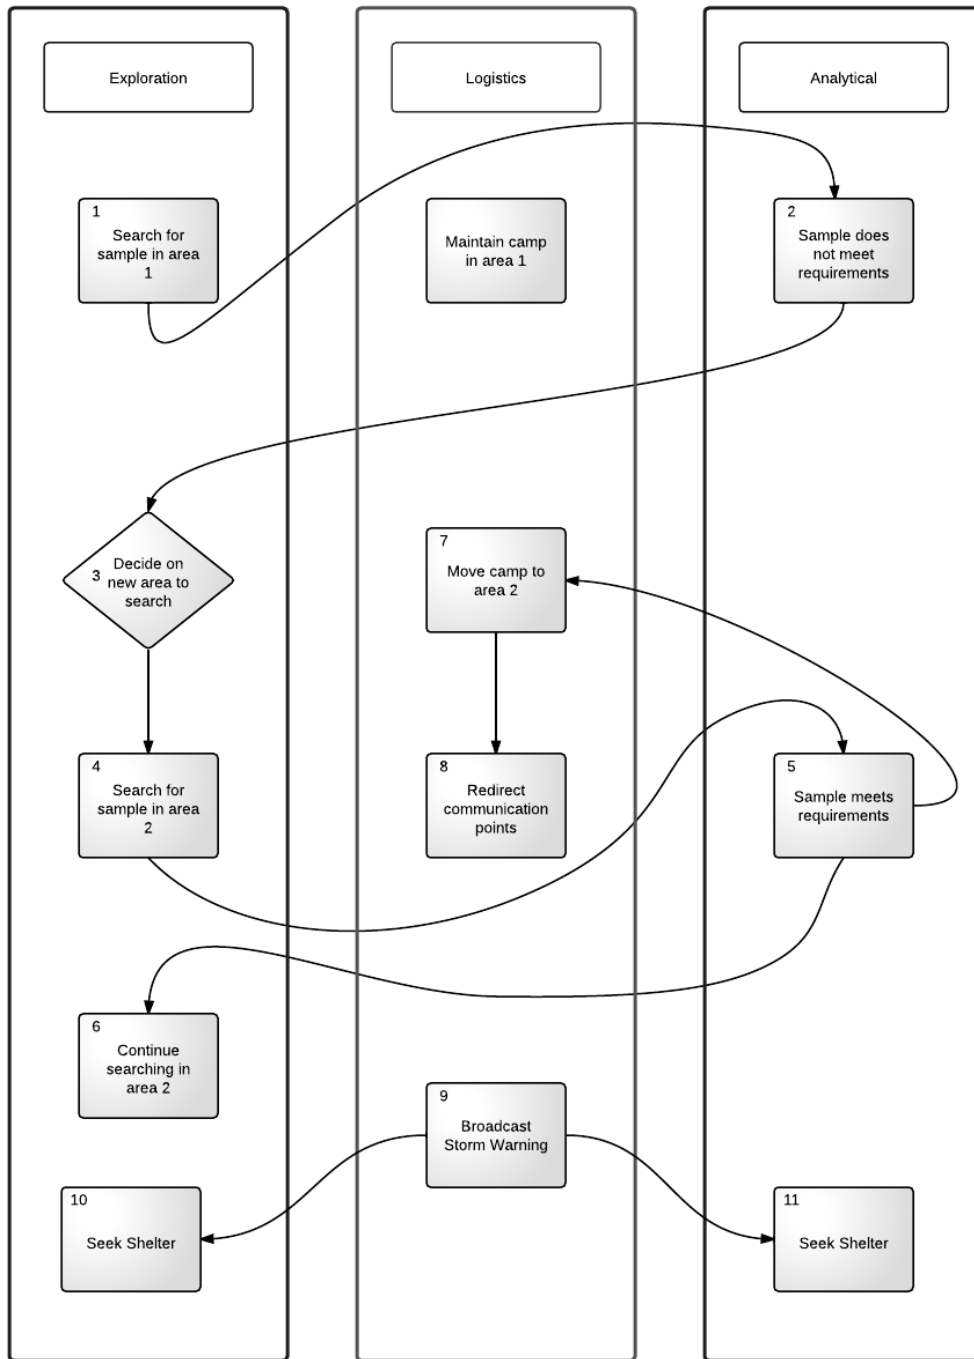 Exploration
Logistics
Analytical
1
Search for
sample in area
1
Maintain camp
in area 1
2
Sample does
not meet
requirements
3
Decide on
new area to
search
7
Move camp to
area 2
4
Search for
sample in area
2
8
Redirect
communication
points
5
Sample meets
requirements
6
Continue
searching in
area 2
9
Broadcast
Storm Warning
10
Seek Shelter
11
Seek Shelter